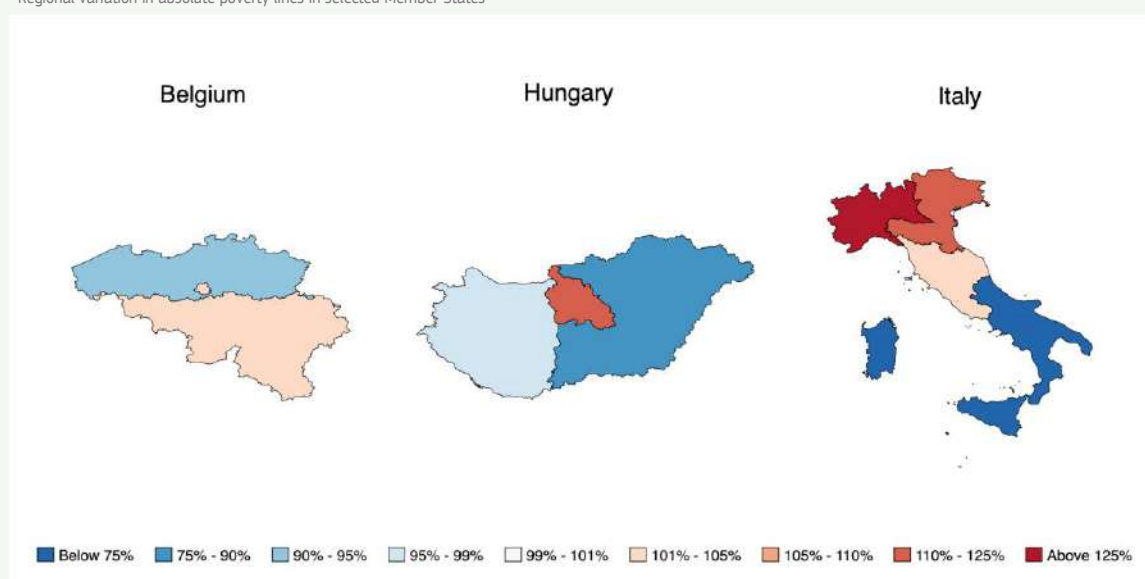 Regional variation in absolute poverty lines in selected Member States
Belgium
Hungary
Italy
Below 75%
75% - 90%
90% - 95%
95% - 99%
99% - 101%
101% - 105%
105% - 110%
110% - 125%
Above 125%